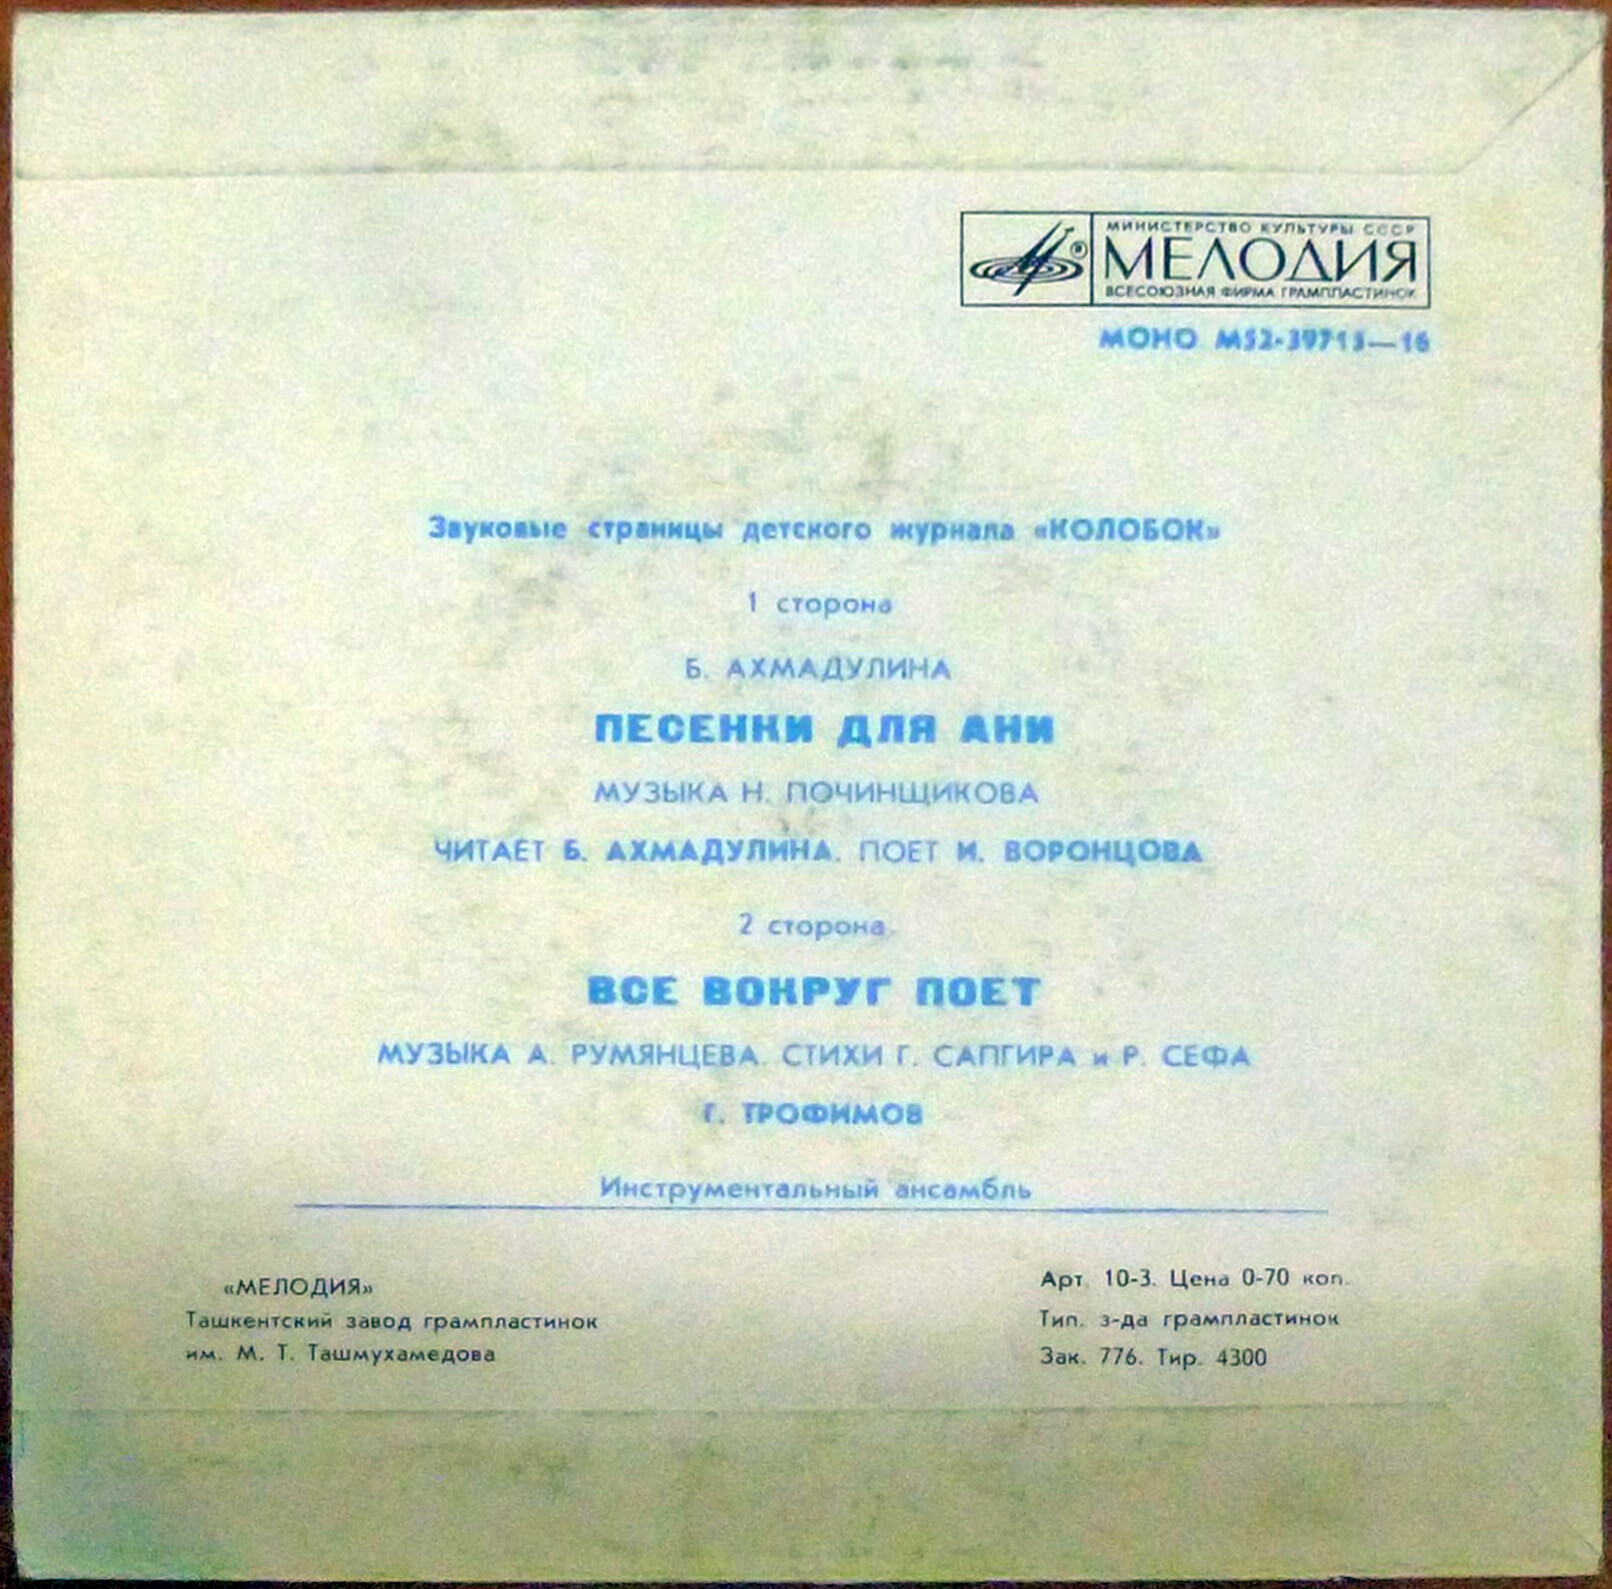 МИНИСТЕРСТВО КУЛЬТУРЫ СССР
МЕЛОДИЯ
ВСЕСОЮЗНАЯ ФИРМА ГРАМПЛАСТИНОК
МОНО М52-39715—16
Звуковые страницы детского журнала «КОЛОБОК»
1 сторона
Б. АХМАДУЛИНА
ПЕСЕНКИ ДЛЯ АНИ
МУЗЫКА Н. ПОЧИНЩИКОВА
ЧИТАЕТ Б. АХМАДУЛИНА. ПОЕТ И. ВОРОНЦОВА
2 сторона
ВСЕ ВОКРУГ ПОЕТ
МУЗЫКА А. РУМЯНЦЕВА. СТИХИ Г. САПГИРА и Р. СЕФА
Г. ТРОФИМОВ
Инструментальный ансамбль
«МЕЛОДИЯ»
Ташкентский завод грампластинок
им. М. Т. Ташмухамедова
Арт. 10-3. Цена 0-70 коп.
Тип. з-да грампластинок
Зак. 776. Тир. 4300